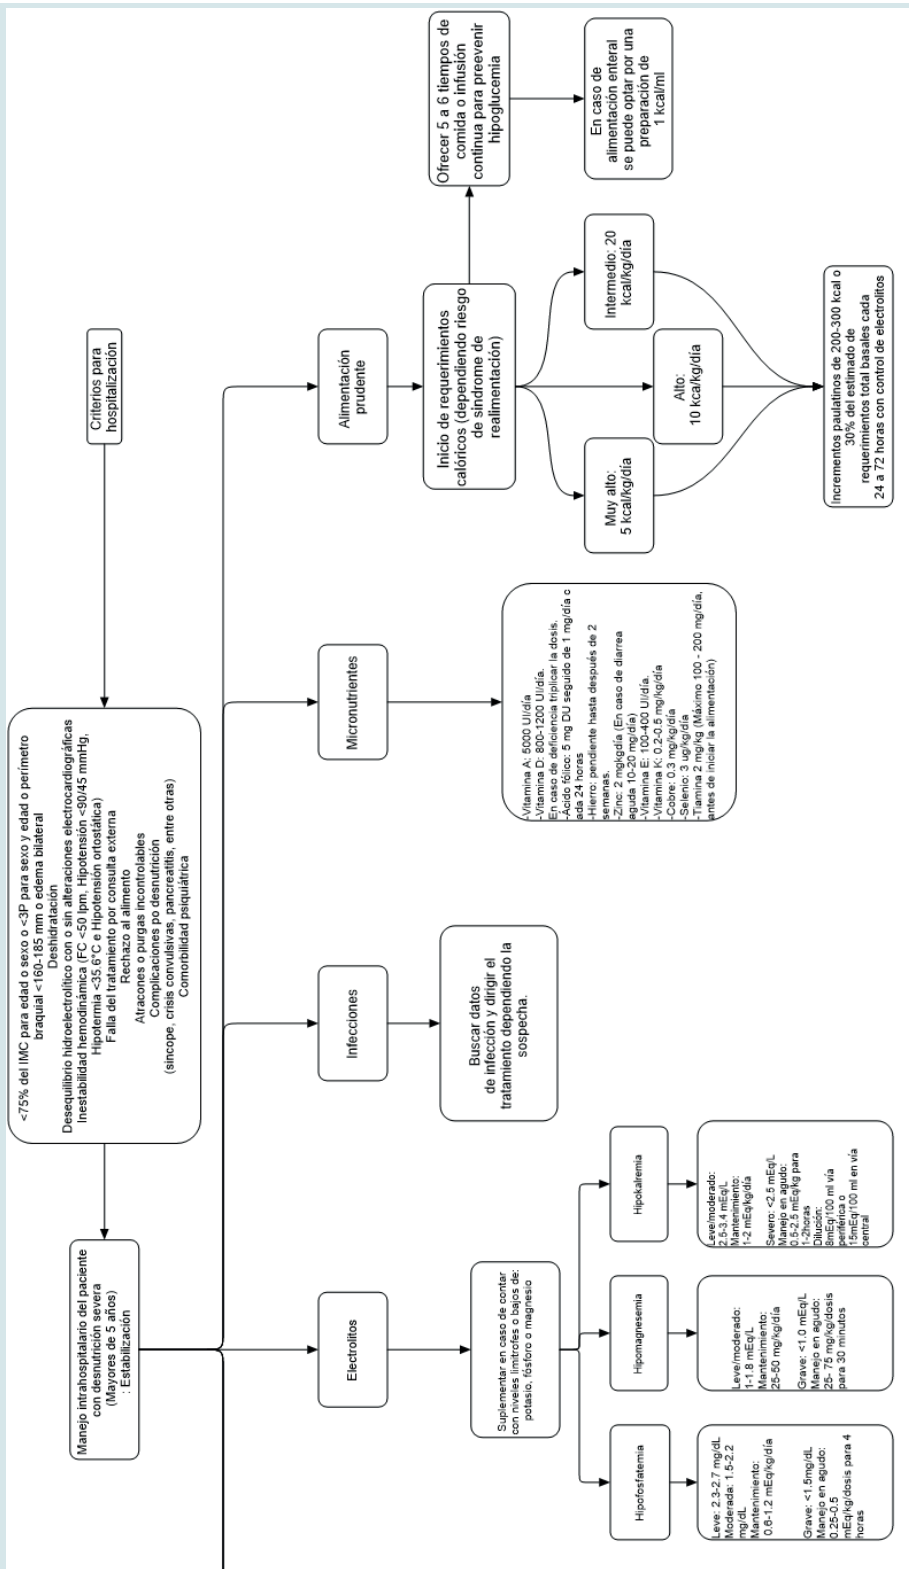 Criterios para
hospitalización
<75% del IMC para edad o sexo o <3P para sexo y edad o perímetro
braquial <160-185 mm o edema bilateral
Deshidratación
Desequilibrio hidroelectrolítico con o sin alteraciones electrocardiográficas
Inestabilidad hemodinámica (FC <50 lpm, Hipotensión <90/45 mmHg,
Hipotermia <35.6°C e Hipotensión ortostática)
Falla del tratamiento por consulta externa
Rechazo al alimento
Atracones o purgas incontrolables
Complicaciones po desnutrición
(síncope, crisis convulsivas, pancreatitis, entre otras)
Comorbilidad psiquiátrica
Manejo intrahospitalario del paciente
con desnutrición severa
(Mayores de 5 años)
: Estabilización
Electrolitos
Suplementar en caso de contar
con niveles limítrofes o bajos de:
potasio, fósforo o magnesio
Hipofosfatemia
Leve: 2.3-2.7 mg/dL
Moderada: 1.5-2.2
mg/dL
Mantenimiento:
0.6-1.2 mEq/kg/día
Grave: <1.5mg/dL
Manejo en agudo:
0.25-0.5
mEq/kg/dosis para 4
horas
Hipomagnesemia
Leve/moderado:
1-1.8 mEq/L
Mantenimiento:
25-50 mg/kg/día
Grave: <1.0 mEq/L
Manejo en agudo:
25- 75 mg/kg/dosis
para 30 minutos
Hipokalremia
Leve/moderado:
2.5-3.4 mEq/L
Mantenimiento:
1-2 mEq/kg/día
Severo: <2.5 mEq/L
Manejo en agudo:
0.5-2.5 mEq/kg para
1-2horas
Dilución:
8mEq/100 ml vía
periférica o
15mEq/100 ml en vía
central
Infecciones
Buscar datos
de infección y dirigir el
tratamiento dependiendo la
sospecha.
Micronutrientes
-Vitamina A: 5000 UI/día
-Vitamina D: 800-1200 UI/día.
En caso de deficiencia triplicar la dosis.
-Ácido fólico: 5 mg DU seguido de 1 mg/día c
ada 24 horas
-Hierro: pendiente hasta después de 2
semanas.
-Zinc: 2 mgkgdía (En caso de diarrea
aguda 10-20 mg/día)
-Vitamina E: 100-400 UI/día.
-Vitamina K: 0.2-0.5 mg/kg/día
-Cobre: 0.3 mg/kg/día
-Selenio: 3 ug/kg/día
-Tiamina 2 mg/kg (Máximo 100 - 200 mg/día,
antes de iniciar la alimentación)
Alimentación
prudente
Inicio de requerimientos
calóricos (dependiendo riesgo
de síndrome de
realimentación)
Ofrecer 5 a 6 tiempos de
comida o infusión
continua para preevenir
hipoglucemia
En caso de
alimentación enteral
se puede optar por una
preparación de
1 kcal/ml
Muy alto:
5 kcal/kg/día
Alto:
10 kca/kg/día
Intermedio: 20
kcal/kg/día
Incrementos paulatinos de 200-300 kcal o
30% del estimado de
requerimientos total basales cada
24 a 72 horas con control de electrolitos